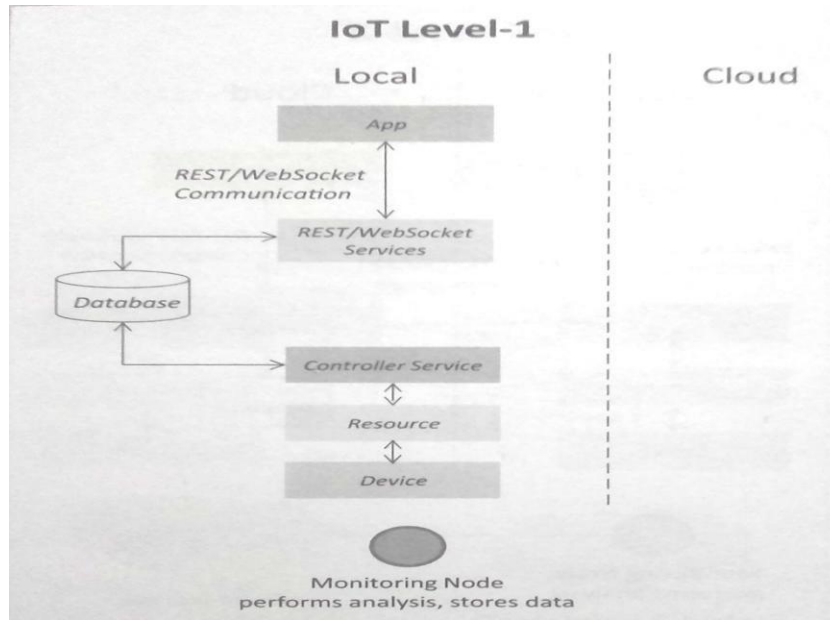 IoT Level-1
Local
Cloud
App
REST/WebSocket
Communication
REST/WebSocket
Services
Database
Controller Service
Resource
Device
Monitoring Node
performs analysis, stores data